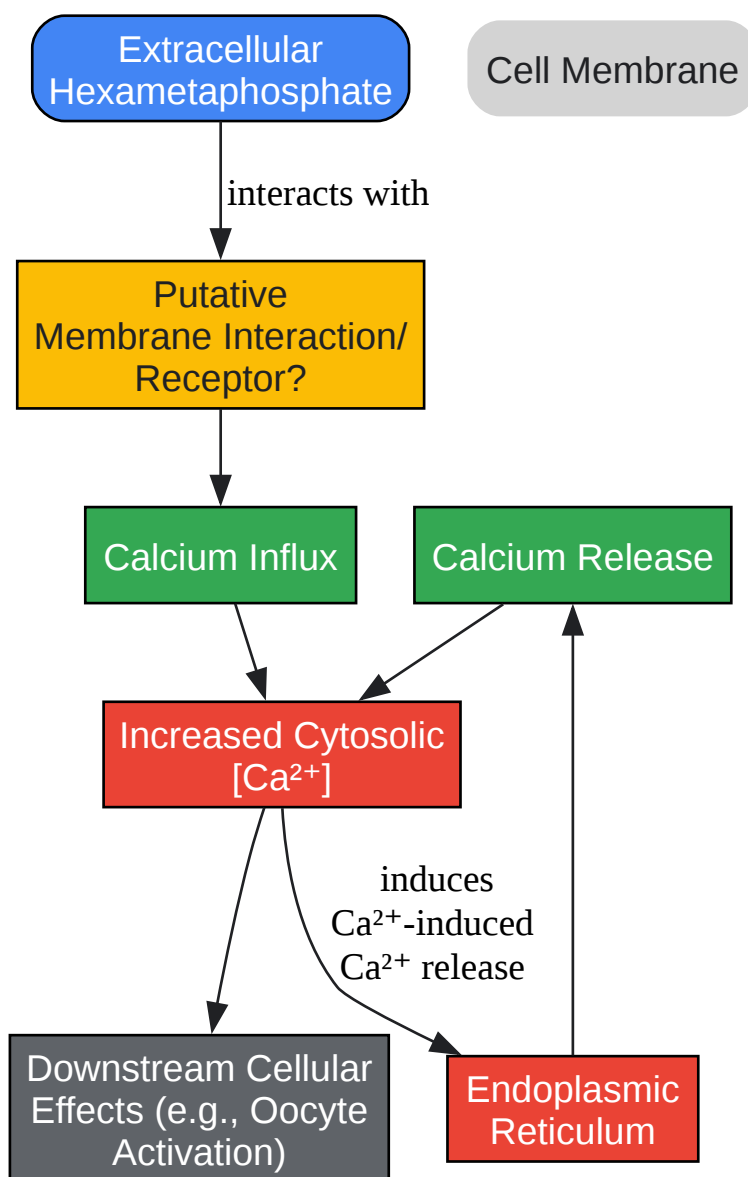 Extracellular
Hexametaphosphate
Cell Membrane
interacts with
Putative
Membrane Interaction/
Receptor?
Calcium Influx
Calcium Release
Increased Cytosolic
[Ca²⁺]
induces
Ca²⁺-induced
Ca²⁺ release
Downstream Cellular
Effects (e.g., Oocyte
Activation)
Endoplasmic
Reticulum